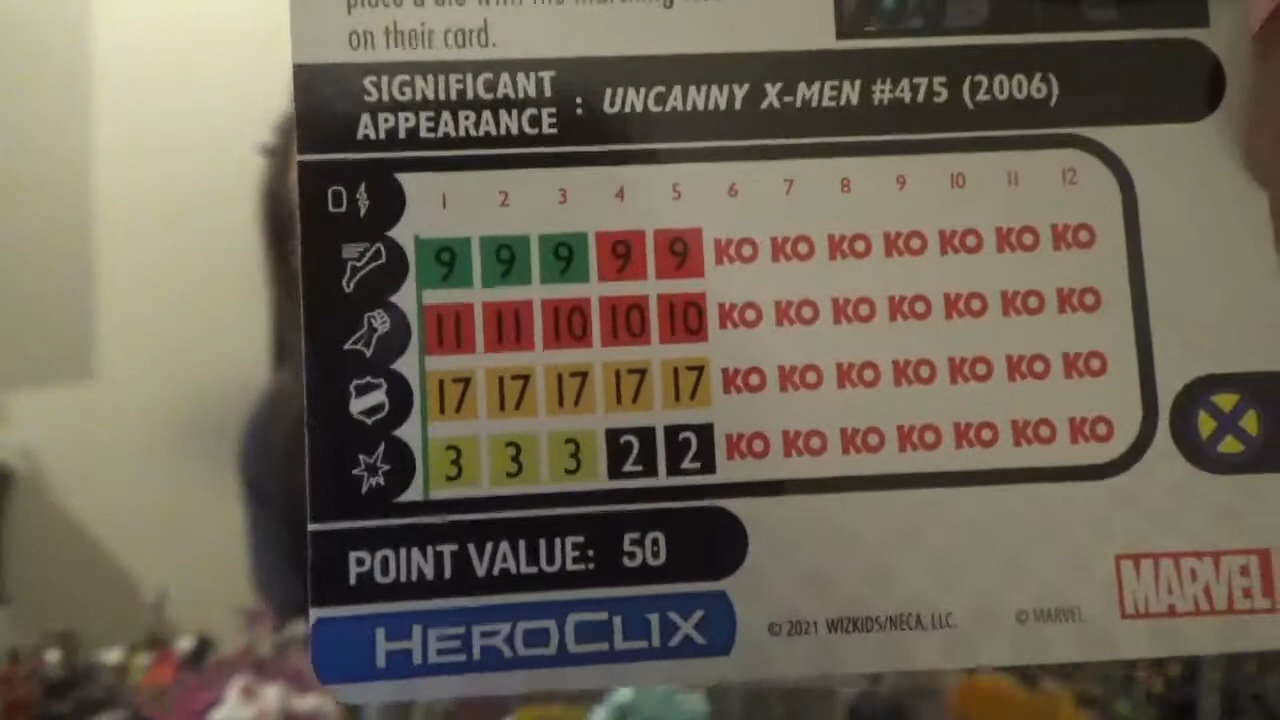 on their card.
SIGNIFICANT APPEARANCE : UNCANNY X-MEN #475 (2006)
0 1 2 3 4 5 6 7 8 9 10 11 12
9 9 9 9 9 KO KO KO KO KO KO KO
11 11 10 10 10 KO KO KO KO KO KO KO
17 17 17 17 17 KO KO KO KO KO KO KO
3 3 3 2 2 KO KO KO KO KO KO KO
POINT VALUE: 50
HEROCLIX
© 2021 WIZKIDS/NECA, LLC. © MARVEL
MARVEL